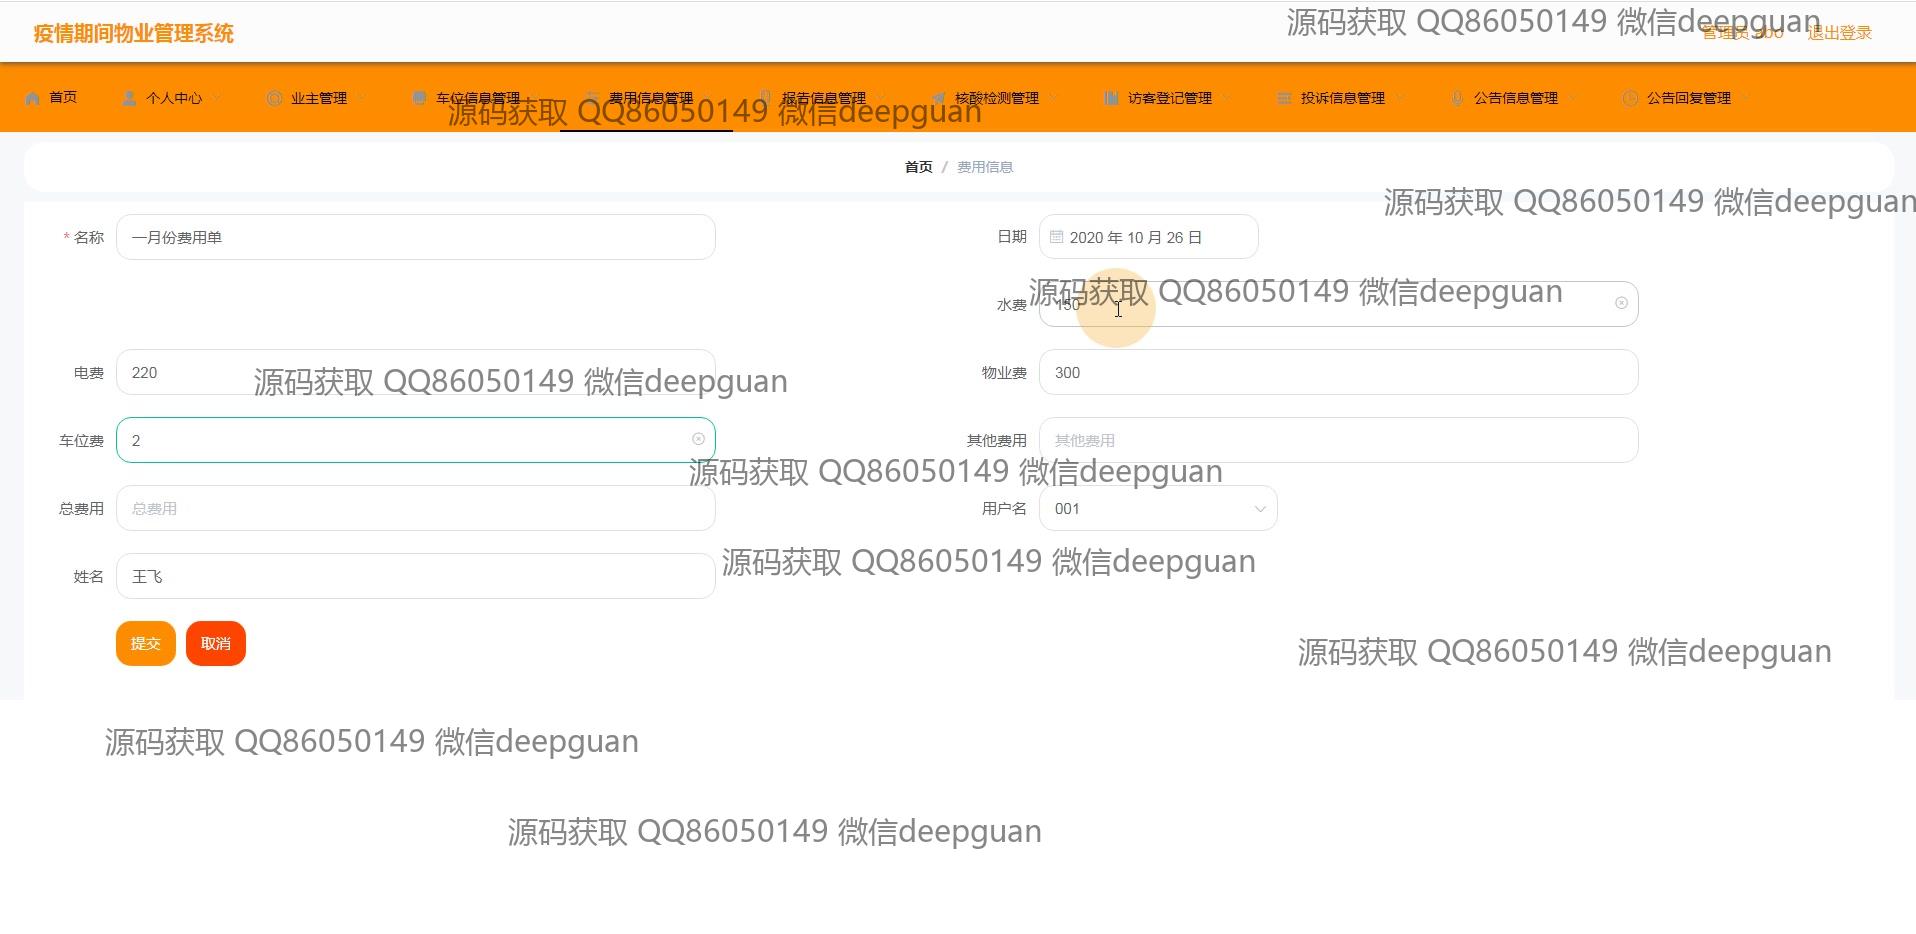 疫情期间物业管理系统
源码获取 QQ86050149 微信deepguan
管理员 abo 退出登录
首页 个人中心 业主管理 车位信息管理 费用信息管理 报告信息管理 核酸检测管理 访客登记管理 投诉信息管理 公告信息管理 公告回复管理
源码获取 QQ86050149 微信deepguan
首页 / 费用信息
源码获取 QQ86050149 微信deepguan
* 名称 一月份费用单 日期 2020 年 10 月 26 日
源码获取 QQ86050149 微信deepguan
水费 150
电费 220 物业费 300
源码获取 QQ86050149 微信deepguan
车位费 2 其他费用 其他费用
源码获取 QQ86050149 微信deepguan
总费用 总费用 用户名 001
源码获取 QQ86050149 微信deepguan
姓名 王飞
提交 取消
源码获取 QQ86050149 微信deepguan
源码获取 QQ86050149 微信deepguan
源码获取 QQ86050149 微信deepguan